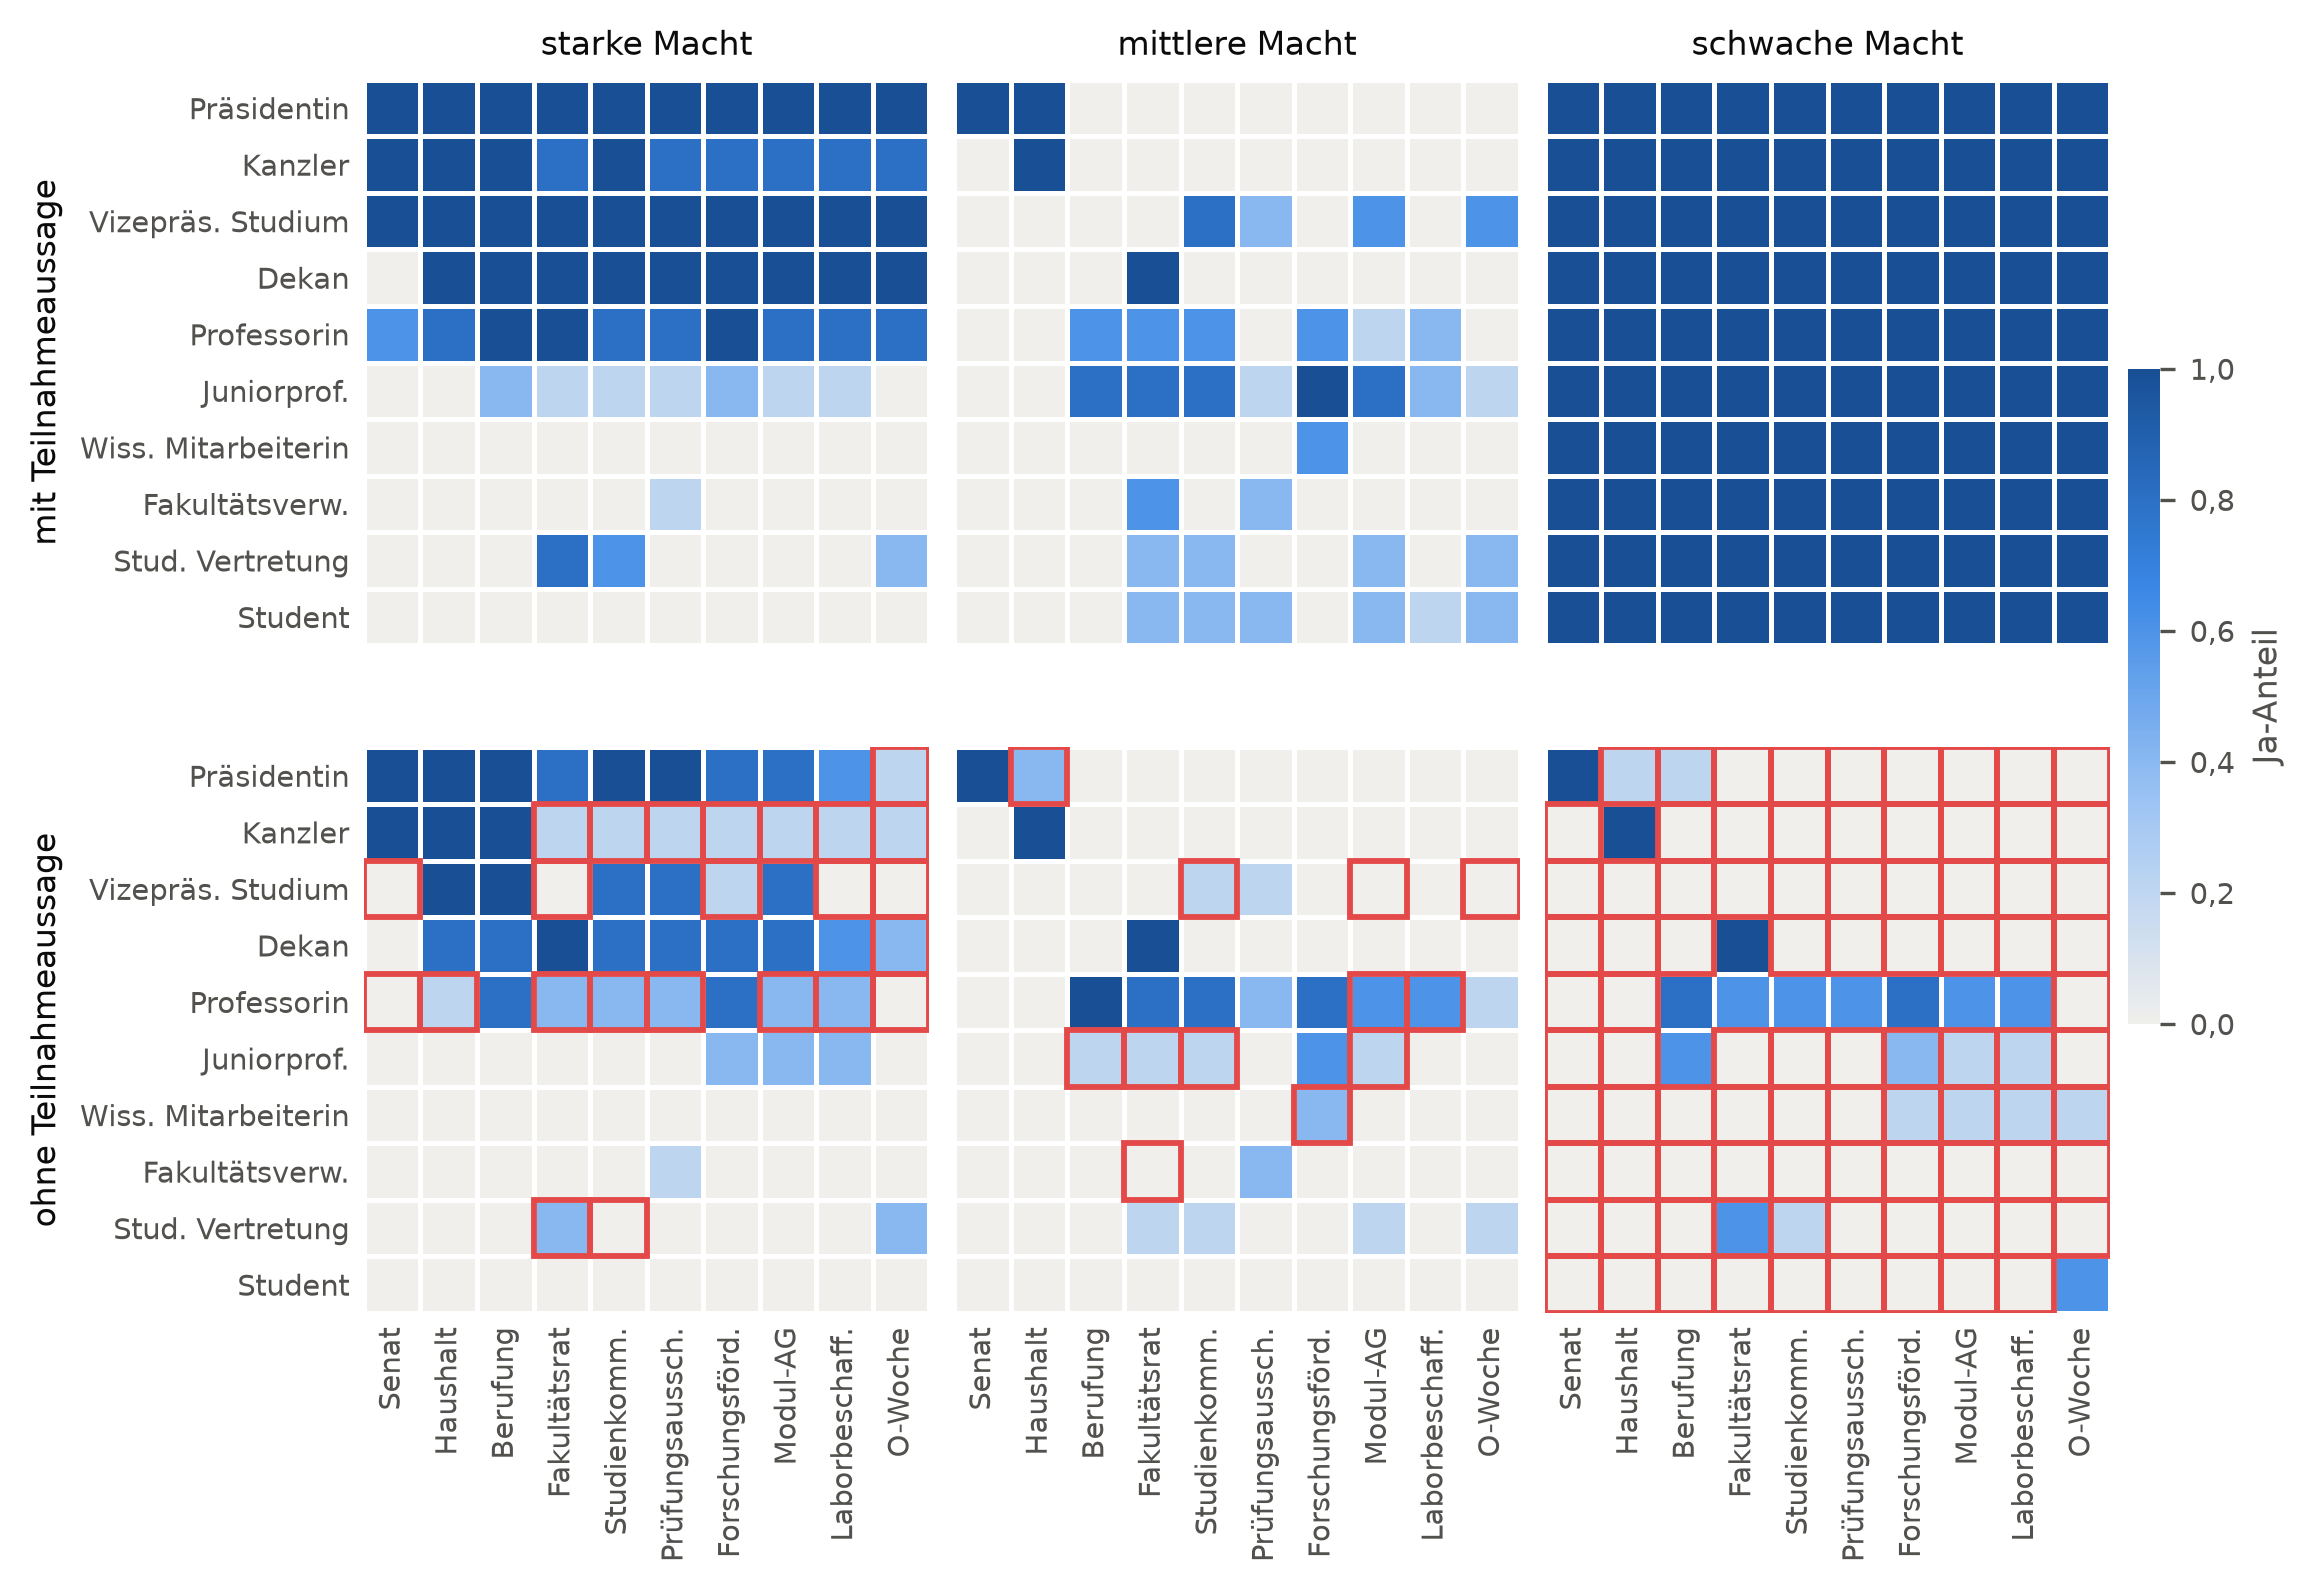 starke Macht
mittlere Macht
schwache Macht
mit Teilnahmeaussage
Präsidentin
Kanzler
Vizepräs. Studium
Dekan
Professorin
Juniorprof.
Wiss. Mitarbeiterin
Fakultätsverw.
Stud. Vertretung
Student
ohne Teilnahmeaussage
Präsidentin
Kanzler
Vizepräs. Studium
Dekan
Professorin
Juniorprof.
Wiss. Mitarbeiterin
Fakultätsverw.
Stud. Vertretung
Student
Senat
Haushalt
Berufung
Fakultätsrat
Studienkomm.
Prüfungsaussch.
Forschungsförd.
Modul-AG
Laborbeschaff.
O-Woche
Senat
Haushalt
Berufung
Fakultätsrat
Studienkomm.
Prüfungsaussch.
Forschungsförd.
Modul-AG
Laborbeschaff.
O-Woche
Senat
Haushalt
Berufung
Fakultätsrat
Studienkomm.
Prüfungsaussch.
Forschungsförd.
Modul-AG
Laborbeschaff.
O-Woche
1,0
0,8
0,6
0,4
0,2
0,0
Ja-Anteil